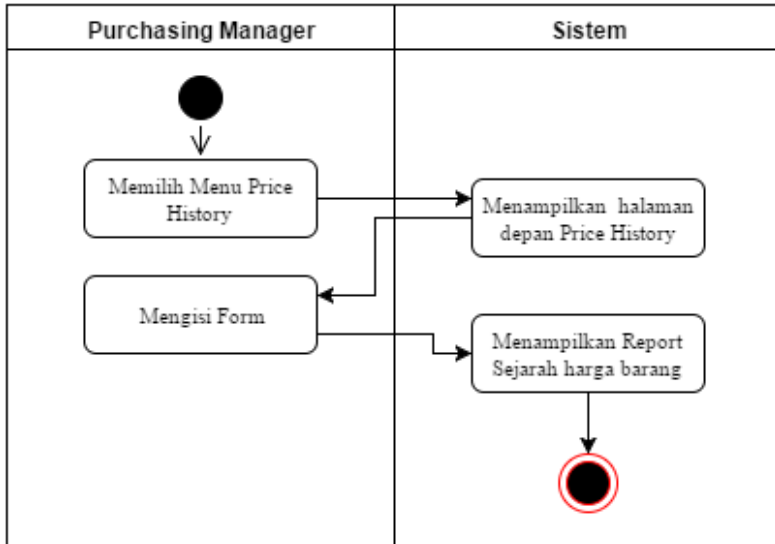 Purchasing Manager
Sistem
Memilih Menu Price
History
Menampilkan halaman
depan Price History
Mengisi Form
Menampilkan Report
Sejarah harga barang